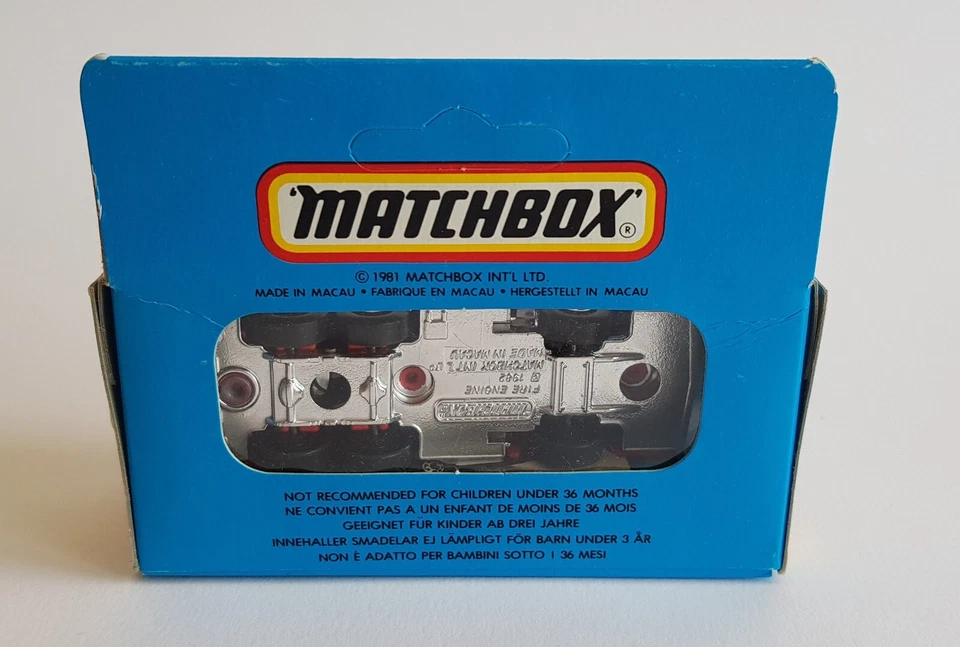 'MATCHBOX'®
© 1981 MATCHBOX INT'L LTD.
MADE IN MACAU • FABRIQUE EN MACAU • HERGESTELLT IN MACAU
MATCHBOX
FIRE ENGINE
© 1982
MATCHBOX INT'L LTD
MADE IN MACAU
NOT RECOMMENDED FOR CHILDREN UNDER 36 MONTHS
NE CONVIENT PAS A UN ENFANT DE MOINS DE 36 MOIS
GEEIGNET FÜR KINDER AB DREI JAHRE
INNEHALLER SMADELAR EJ LÄMPLIGT FÖR BARN UNDER 3 ÅR
NON È ADATTO PER BAMBINI SOTTO I 36 MESI